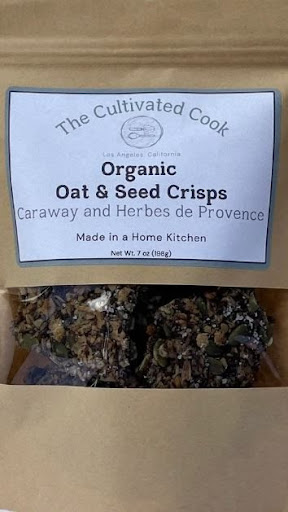 The Cultivated Cook
Los Angeles, California
Organic
Oat & Seed Crisps
Caraway and Herbes de Provence
Made in a Home Kitchen
Net Wt. 7 oz (198g)